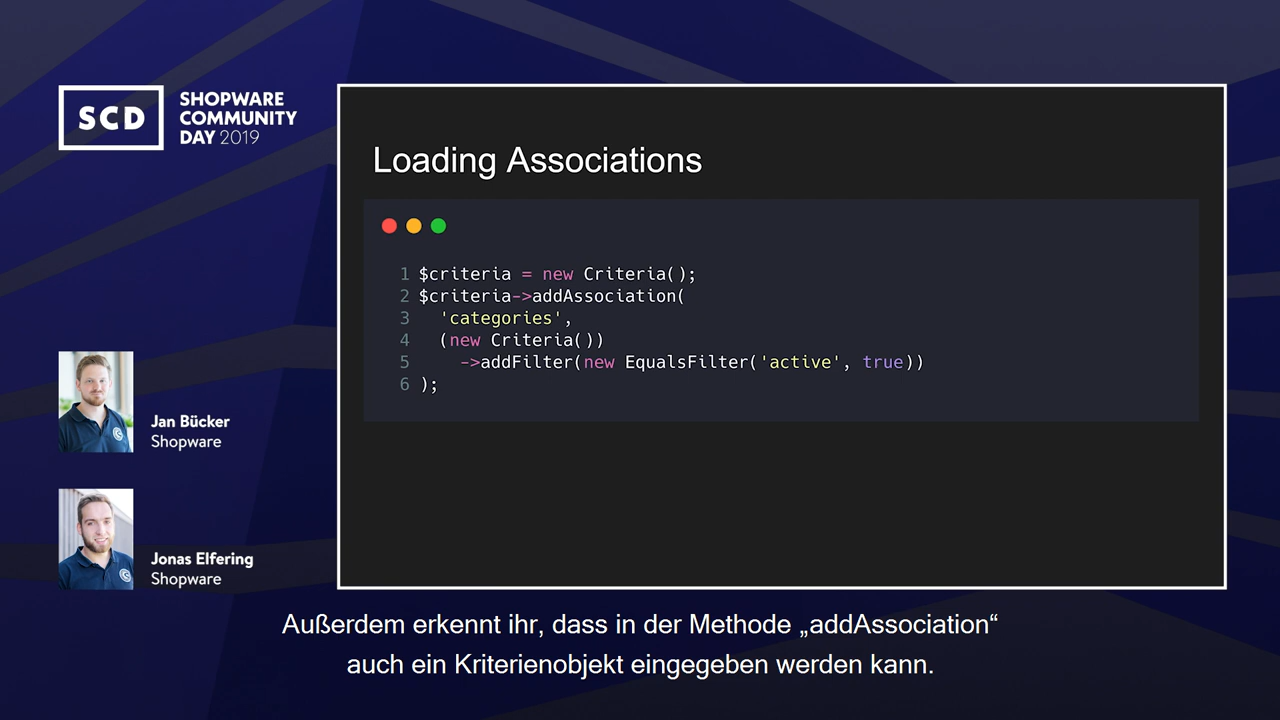 SCD
SHOPWARE
COMMUNITY
DAY 2019
Loading Associations
1 $criteria = new Criteria();
2 $criteria->addAssociation(
3   'categories',
4   (new Criteria())
5     ->addFilter(new EqualsFilter('active', true))
6 );
Jan Bücker
Shopware
Jonas Elfering
Shopware
Außerdem erkennt ihr, dass in der Methode „addAssociation“
auch ein Kriterienobjekt eingegeben werden kann.